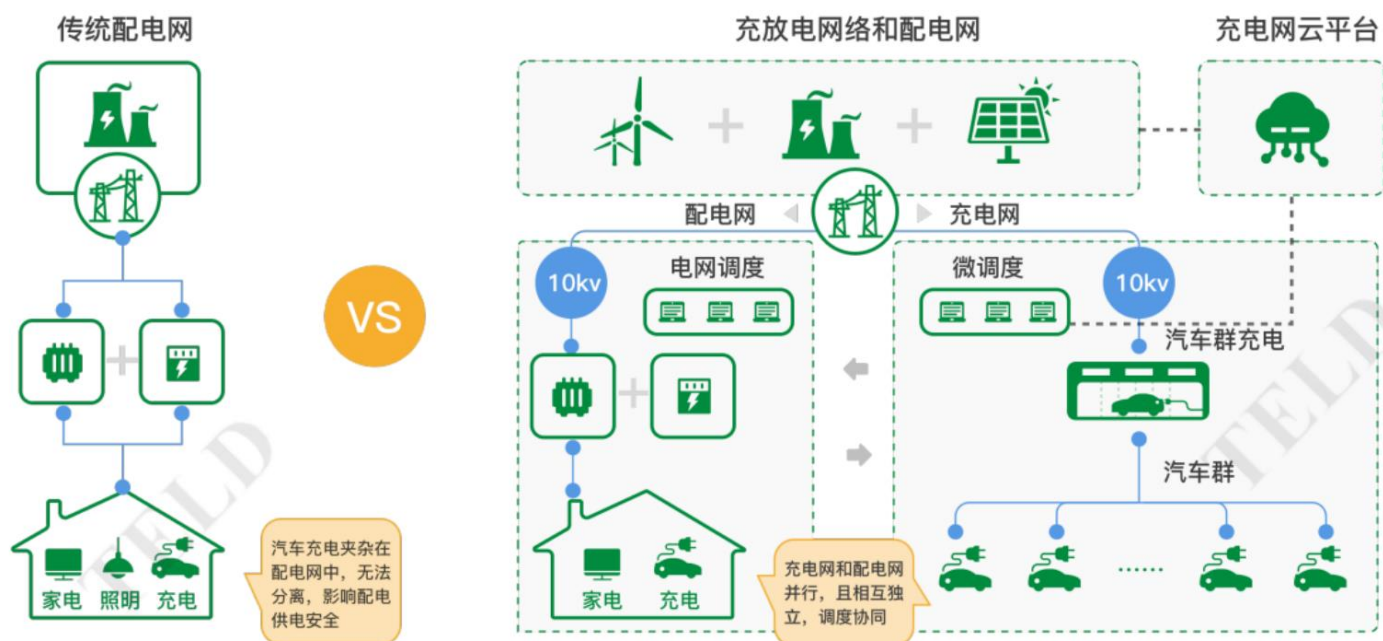 传统配电网
充放电网络和配电网
充电网云平台
配电网
充电网
10kv
电网调度
微调度
10kv
VS
汽车群充电
汽车群
······
家电 照明 充电
汽车充电夹杂在
配电网中，无法
分离，影响配电
供电安全
家电 充电
充电网和配电网
并行，且相互独
立，调度协同
TELD
TELD